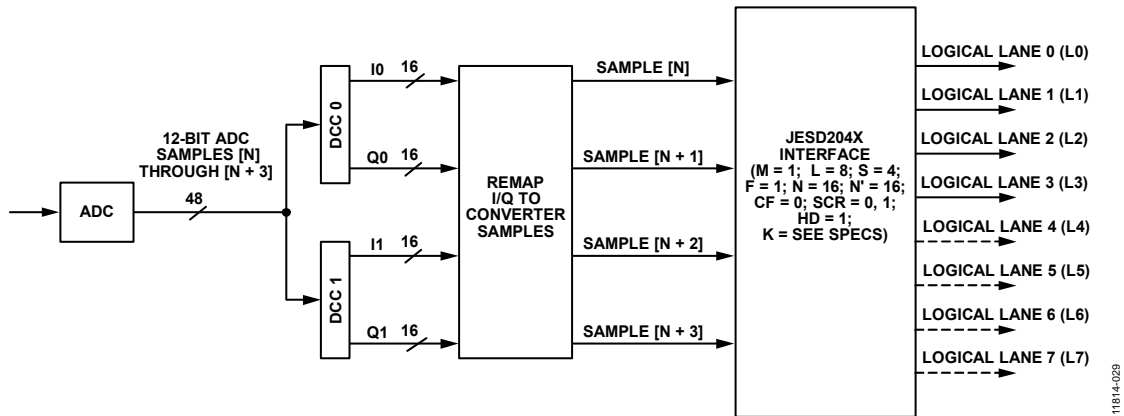 ADC
12-BIT ADC
SAMPLES [N]
THROUGH [N + 3]
48
DCC 0
I0 16
Q0 16
DCC 1
I1 16
Q1 16
REMAP
I/Q TO
CONVERTER
SAMPLES
SAMPLE [N]
SAMPLE [N + 1]
SAMPLE [N + 2]
SAMPLE [N + 3]
JESD204X
INTERFACE
(M = 1; L = 8; S = 4;
F = 1; N = 16; N' = 16;
CF = 0; SCR = 0, 1;
HD = 1;
K = SEE SPECS)
LOGICAL LANE 0 (L0)
LOGICAL LANE 1 (L1)
LOGICAL LANE 2 (L2)
LOGICAL LANE 3 (L3)
LOGICAL LANE 4 (L4)
LOGICAL LANE 5 (L5)
LOGICAL LANE 6 (L6)
LOGICAL LANE 7 (L7)
11814-029